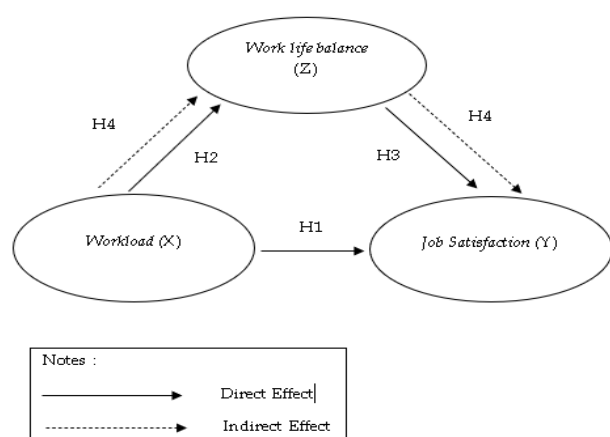 Work life balance
(Z)
H4
H4
H2
H3
Workload (X)
H1
Job Satisfaction (Y)
Notes :
Direct Effect
Indirect Effect